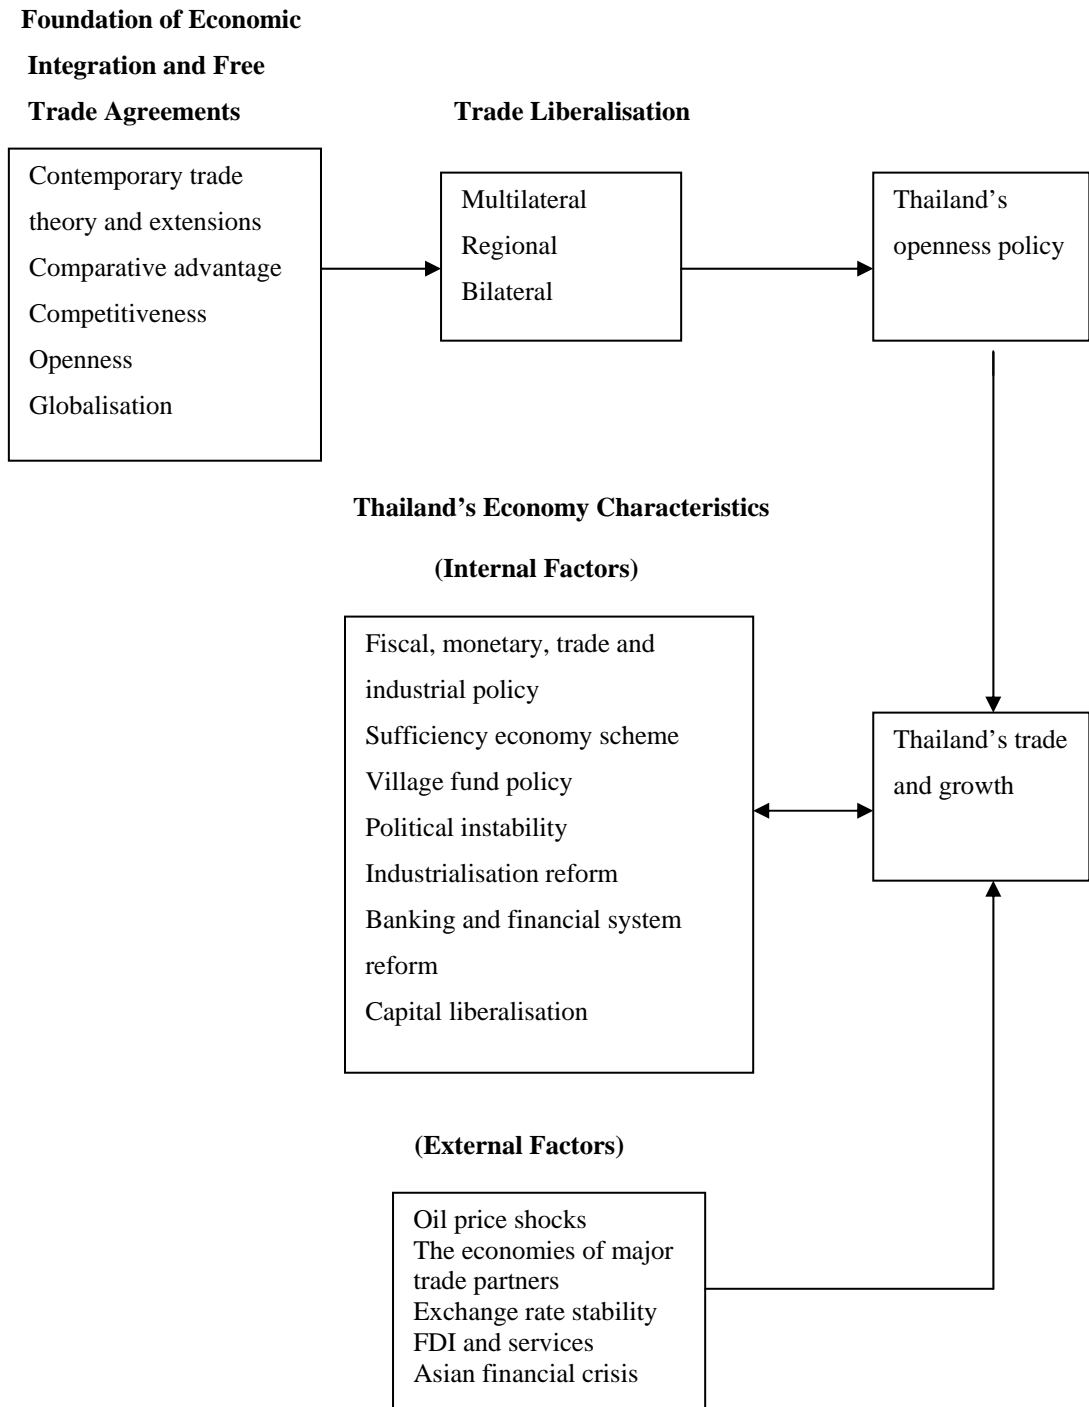 Foundation of Economic
Integration and Free
Trade Agreements
Trade Liberalisation
Contemporary trade
theory and extensions
Comparative advantage
Competitiveness
Openness
Globalisation
Multilateral
Regional
Bilateral
Thailand’s
openness policy
Thailand’s Economy Characteristics
(Internal Factors)
Fiscal, monetary, trade and
industrial policy
Sufficiency economy scheme
Village fund policy
Political instability
Industrialisation reform
Banking and financial system
reform
Capital liberalisation
Thailand’s trade
and growth
(External Factors)
Oil price shocks
The economies of major
trade partners
Exchange rate stability
FDI and services
Asian financial crisis